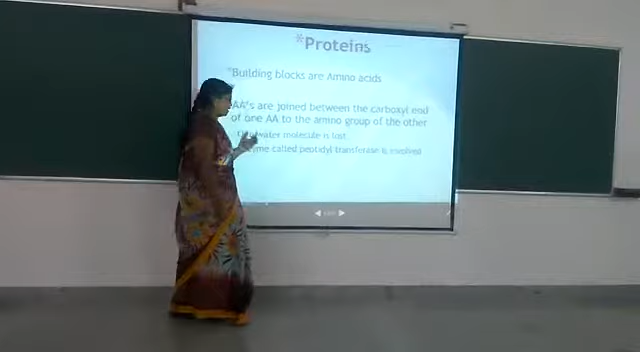 *Proteins
*Building blocks are Amino acids
AA's are joined between the carboxyl end
of one AA to the amino group of the other
water molecule is lost
called peptidyl transferase is involved